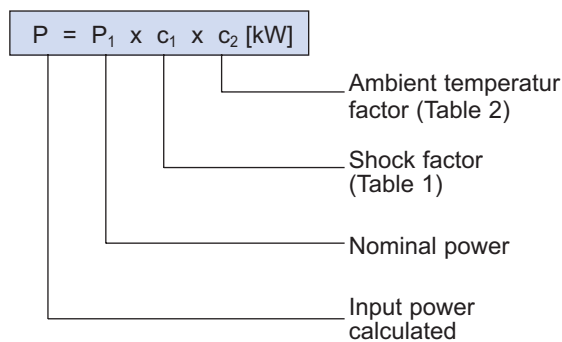 P = P₁ x c₁ x c₂ [kW]
Ambient temperatur
factor (Table 2)
Shock factor
(Table 1)
Nominal power
Input power
calculated